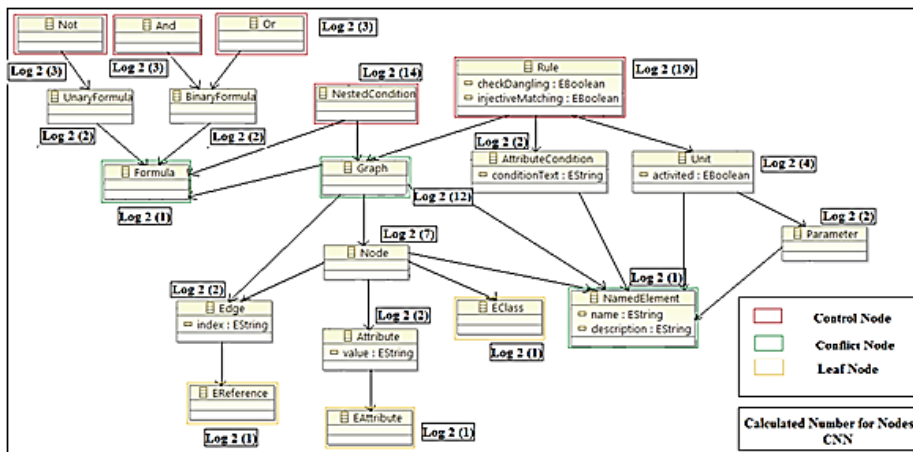 Not
And
Or
Log 2 (3)
Log 2 (3)
Log 2 (3)
Log 2 (14)
Rule
checkDangling : EBoolean
injectiveMatching : EBoolean
Log 2 (19)
UnaryFormula
BinaryFormula
NestedCondition
Log 2 (2)
Log 2 (2)
Log 2 (2)
AttributeCondition
conditionText : EString
Unit
activited : EBoolean
Log 2 (4)
Formula
Graph
Log 2 (1)
Log 2 (12)
Log 2 (2)
Parameter
Log 2 (7)
Node
Log 2 (2)
Edge
index : EString
Log 2 (2)
Attribute
value : EString
EClass
Log 2 (1)
Log 2 (1)
NamedElement
name : EString
description : EString
Control Node
Conflict Node
Leaf Node
EReference
Log 2 (1)
EAttribute
Log 2 (1)
Calculated Number for Nodes
CNN